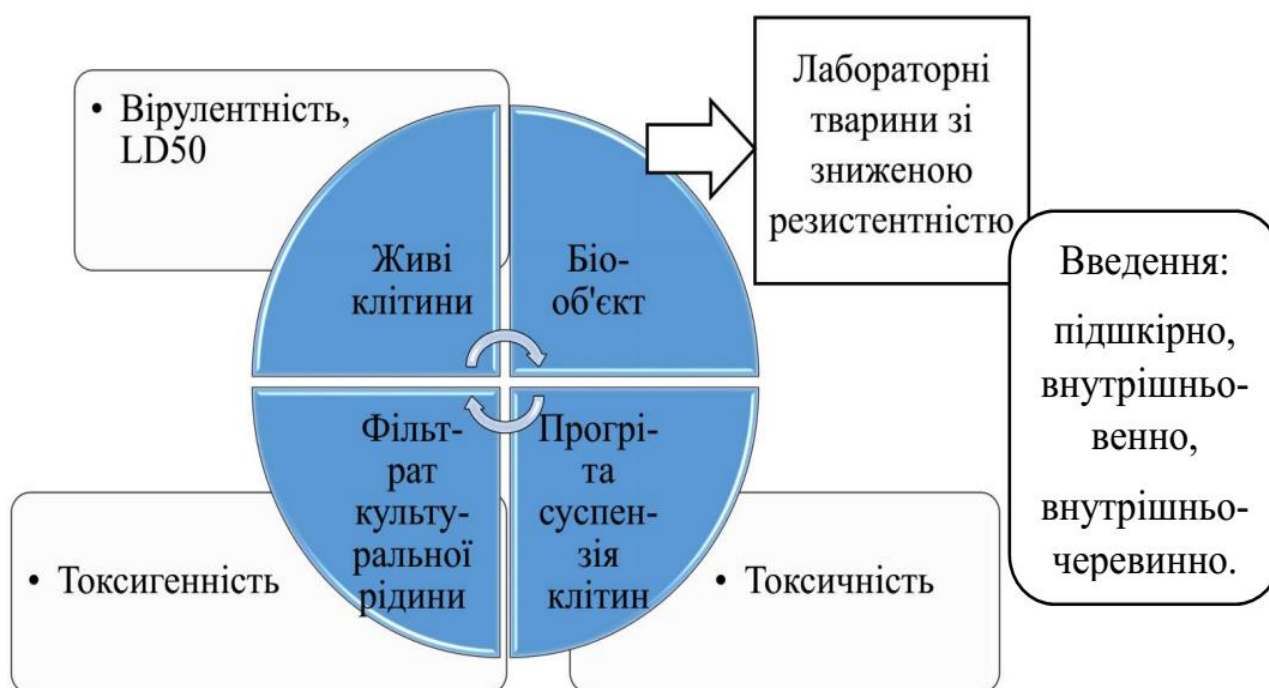 • Вірулентність,
LD50
Лабораторні
тварини зі
зниженою
резистентністю
Введення:
підшкірно,
внутрішньо-
венно,
внутрішньо-
черевинно.
Живі
клітини
Біо-
об'єкт
Фільт-
рат
культу-
ральної
рідини
Прогрі-
та
суспен-
зія
клітин
• Токсигенність
• Токсичність